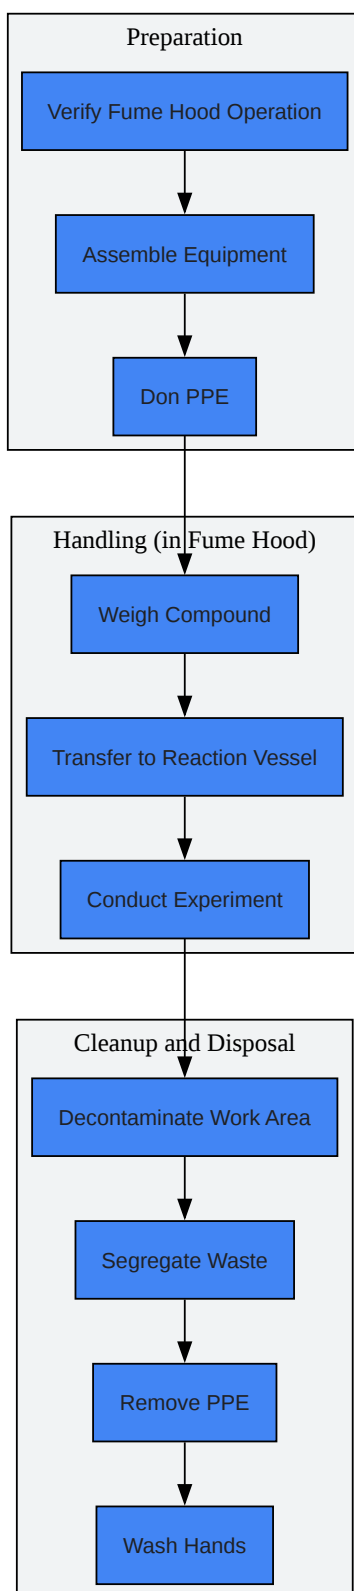 Preparation
Verify Fume Hood Operation
Assemble Equipment
Don PPE
Handling (in Fume Hood)
Weigh Compound
Transfer to Reaction Vessel
Conduct Experiment
Cleanup and Disposal
Decontaminate Work Area
Segregate Waste
Remove PPE
Wash Hands